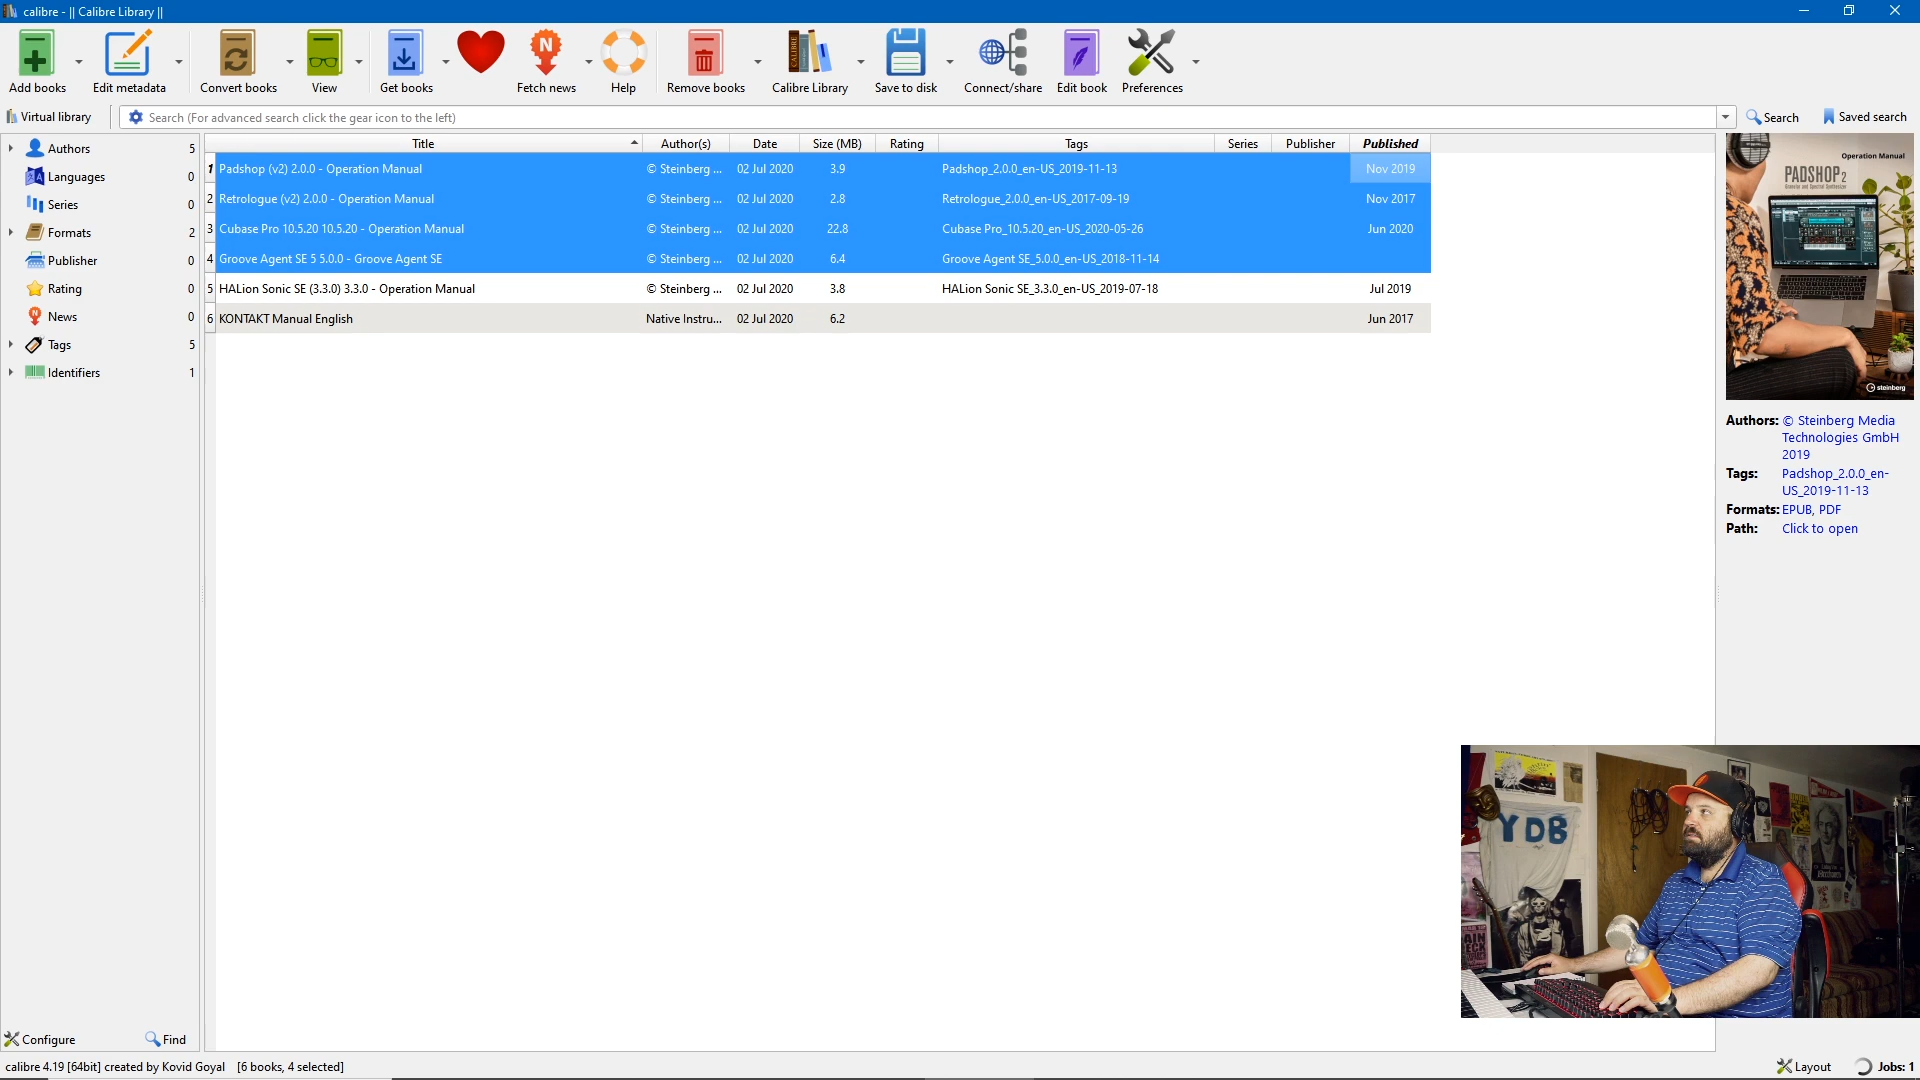 calibre - || Calibre Library ||
Add books
Edit metadata
Convert books
View
Get books
Fetch news
Help
Remove books
Calibre Library
Save to disk
Connect/share
Edit book
Preferences
Virtual library
Search (For advanced search click the gear icon to the left)
Search
Saved search
Authors 5
Languages 0
Series 0
Formats 2
Publisher 0
Rating 0
News 0
Tags 5
Identifiers 1
Title Author(s) Date Size (MB) Rating Tags Series Publisher Published
1 Padshop (v2) 2.0.0 - Operation Manual © Steinberg ... 02 Jul 2020 3.9 Padshop_2.0.0_en-US_2019-11-13 Nov 2019
2 Retrologue (v2) 2.0.0 - Operation Manual © Steinberg ... 02 Jul 2020 2.8 Retrologue_2.0.0_en-US_2017-09-19 Nov 2017
3 Cubase Pro 10.5.20 10.5.20 - Operation Manual © Steinberg ... 02 Jul 2020 22.8 Cubase Pro_10.5.20_en-US_2020-05-26 Jun 2020
4 Groove Agent SE 5 5.0.0 - Groove Agent SE © Steinberg ... 02 Jul 2020 6.4 Groove Agent SE_5.0.0_en-US_2018-11-14
5 HALion Sonic SE (3.3.0) 3.3.0 - Operation Manual © Steinberg ... 02 Jul 2020 3.8 HALion Sonic SE_3.3.0_en-US_2019-07-18 Jul 2019
6 KONTAKT Manual English Native Instru... 02 Jul 2020 6.2 Jun 2017
Operation Manual
PADSHOP 2
Granular and Spectral Synthesizer
steinberg
Authors: © Steinberg Media
Technologies GmbH
2019
Tags: Padshop_2.0.0_en-
US_2019-11-13
Formats: EPUB, PDF
Path: Click to open
YDB
Configure
Find
calibre 4.19 [64bit] created by Kovid Goyal [6 books, 4 selected]
Layout
Jobs: 1